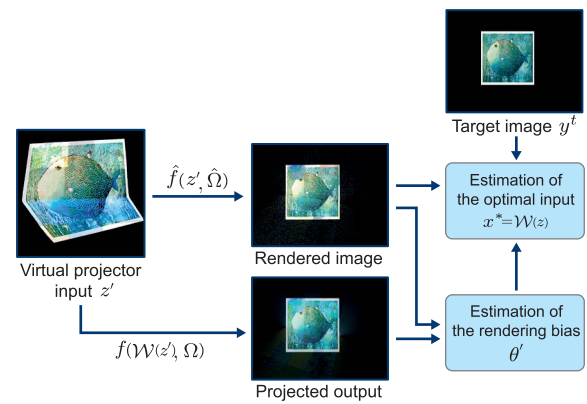 Target image y^t
f̂(z′, Ω̂)
Estimation of
the optimal input
x*=𝒲(z)
Virtual projector
input z′
Rendered image
f(𝒲(z′), Ω)
Estimation of
the rendering bias
θ′
Projected output